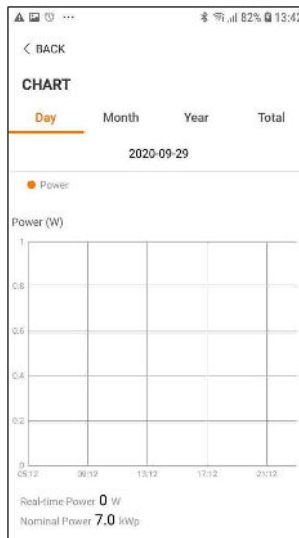 82% 13:42
< BACK
CHART
Day Month Year Total
2020-09-29
Power
Power (W)
1
0.8
0.6
0.4
0.2
0
05:12 09:12 13:12 17:12 21:12
Real-time Power 0 W
Nominal Power 7.0 kWp